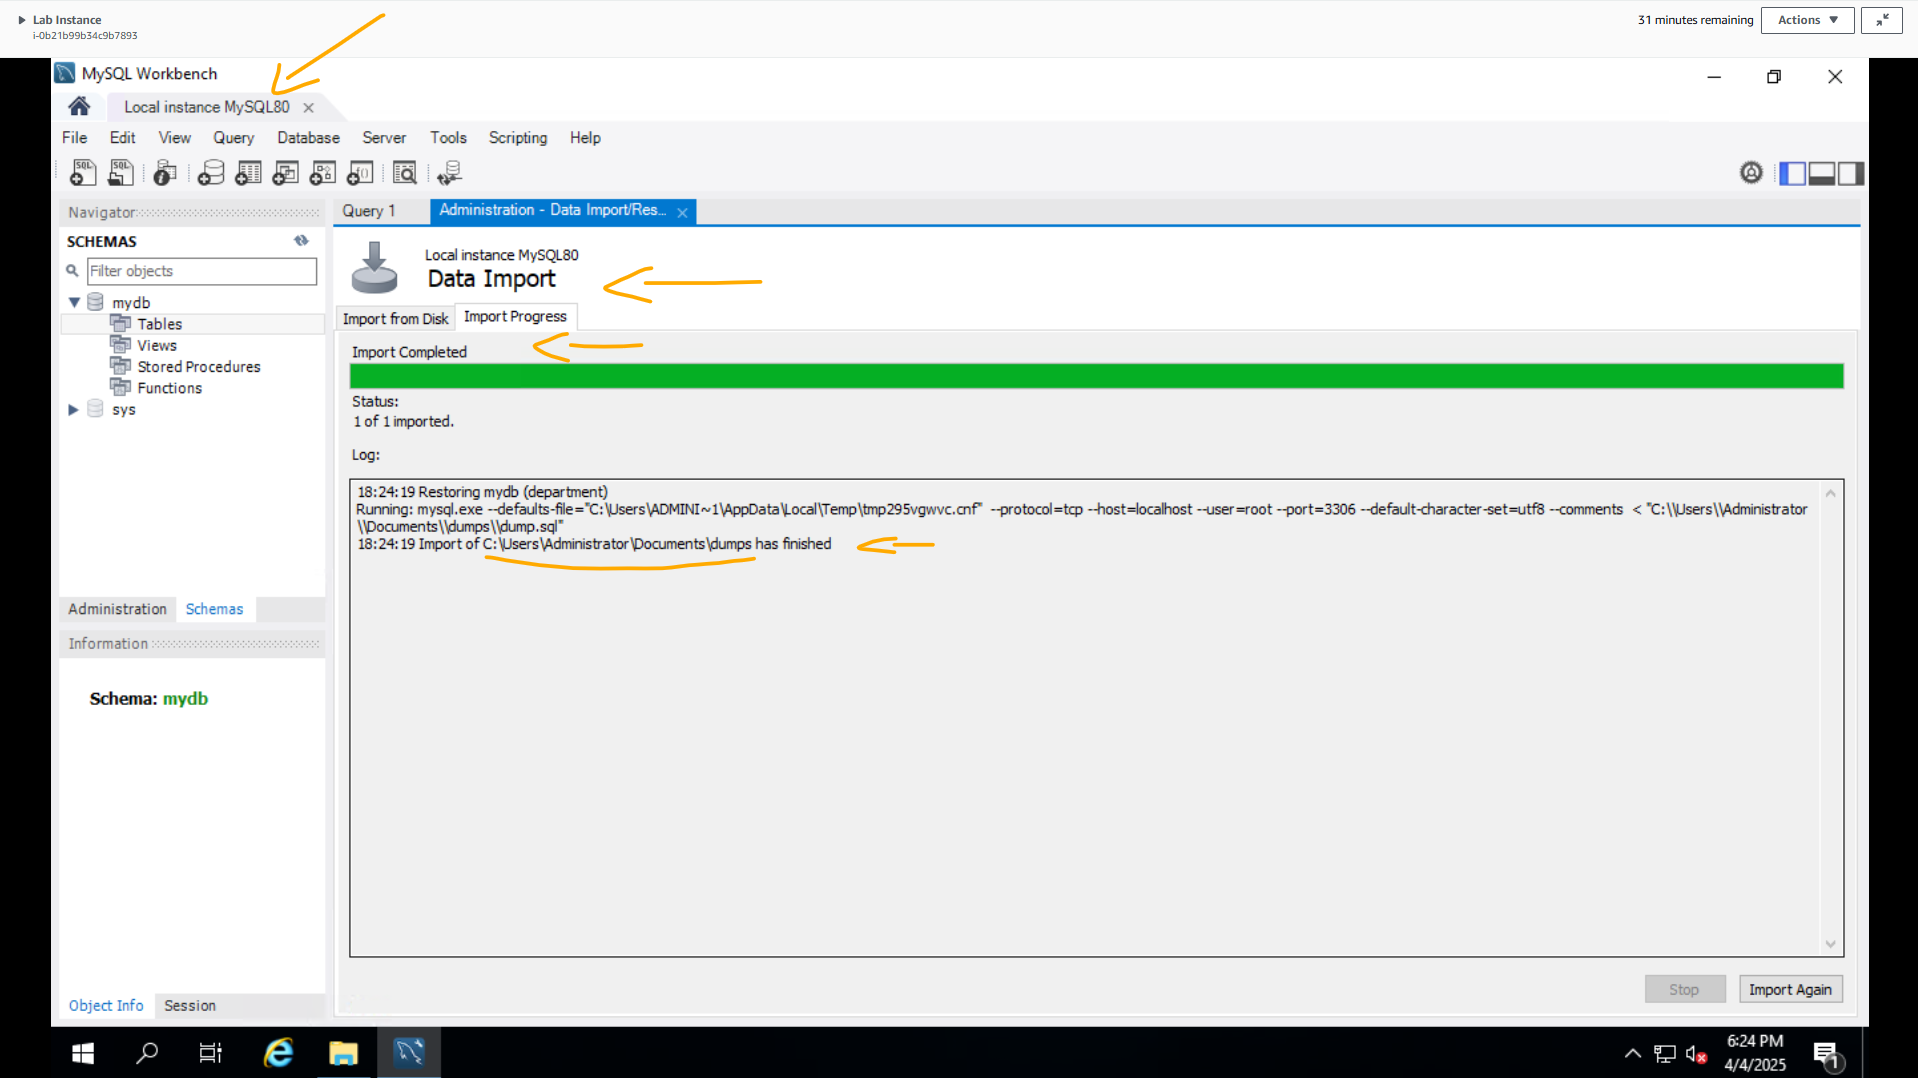 Lab Instance
i-0b21b99b34c9b7893
31 minutes remaining
Actions
MySQL Workbench
Local instance MySQL80
File Edit View Query Database Server Tools Scripting Help
Navigator
SCHEMAS
Filter objects
mydb
Tables
Views
Stored Procedures
Functions
sys
Administration Schemas
Information
Schema: mydb
Object Info Session
Query 1 Administration - Data Import/Res...
Local instance MySQL80
Data Import
Import from Disk Import Progress
Import Completed
Status:
1 of 1 imported.
Log:
18:24:19 Restoring mydb (department)
Running: mysql.exe --defaults-file="C:\Users\ADMINI~1\AppData\Local\Temp\tmp295vgwvc.cnf" --protocol=tcp --host=localhost --user=root --port=3306 --default-character-set=utf8 --comments < "C:\\Users\\Administrator
\\Documents\\dumps\\dump.sql"
18:24:19 Import of C:\Users\Administrator\Documents\dumps has finished
Stop Import Again
6:24 PM
4/4/2025
1